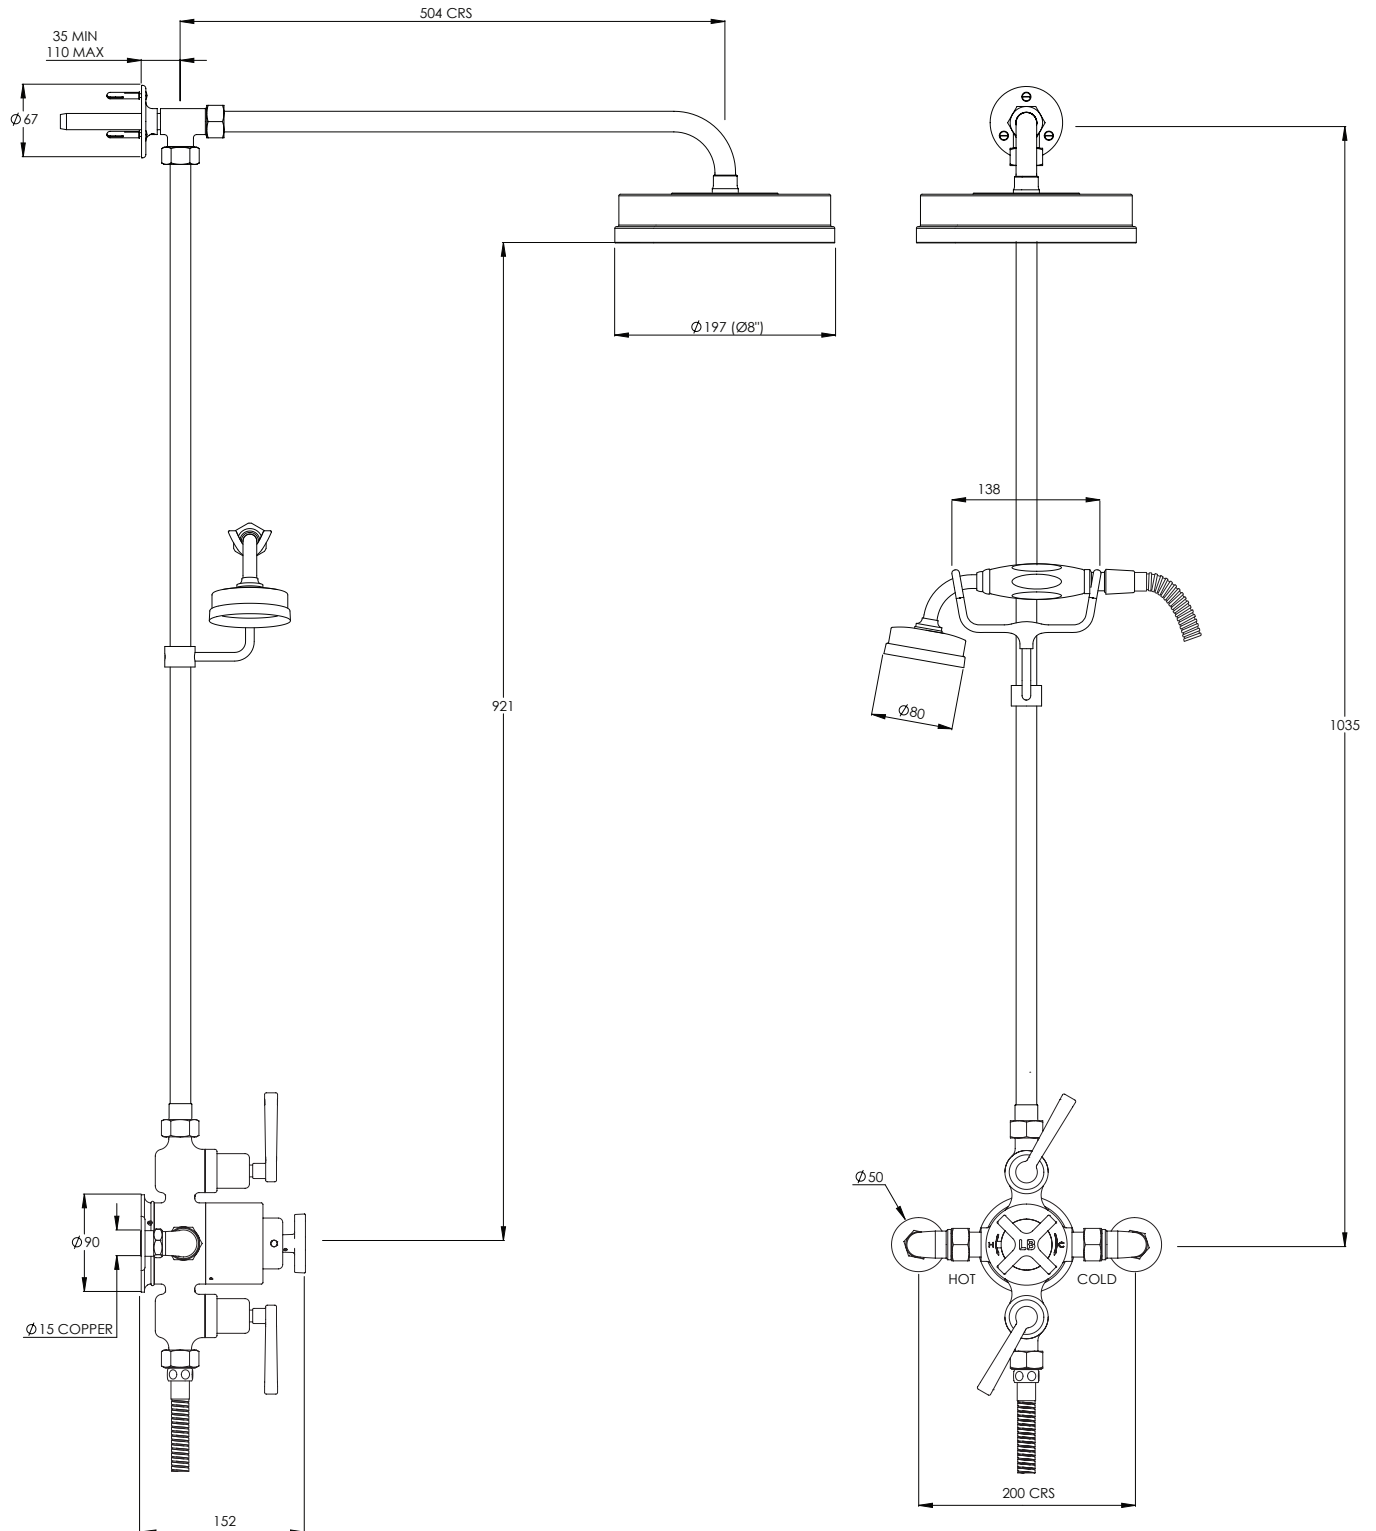 504 CRS
35 MIN
110 MAX
Ø67
Ø197 (Ø8")
138
921
Ø80
1035
Ø50
Ø90
H
LB
C
HOT
COLD
Ø15 COPPER
200 CRS
152